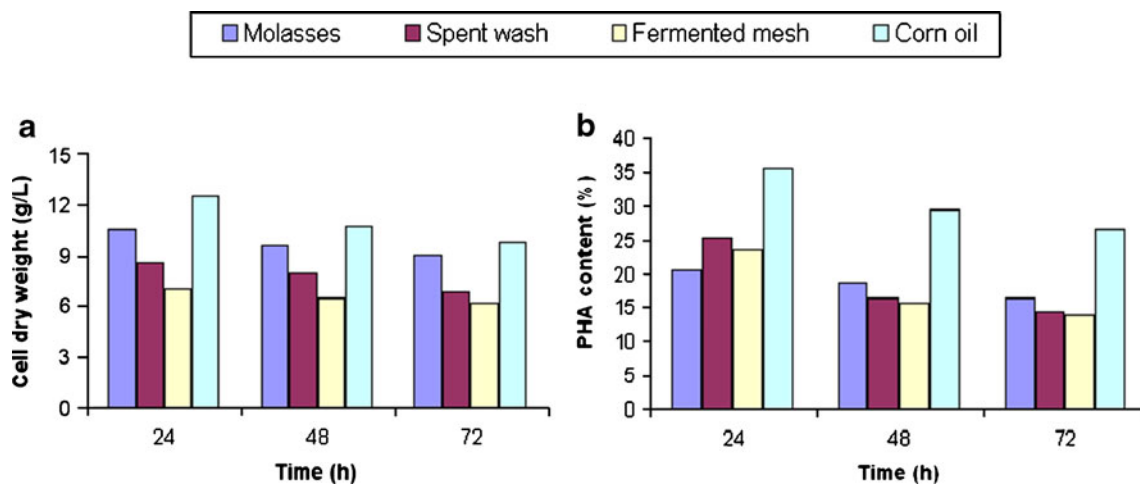 Molasses Spent wash Fermented mesh Corn oil
a
Cell dry weight (g/L)
15
12
9
6
3
0
24 48 72
Time (h)
b
PHA content (%)
40
35
30
25
20
15
10
5
0
24 48 72
Time (h)